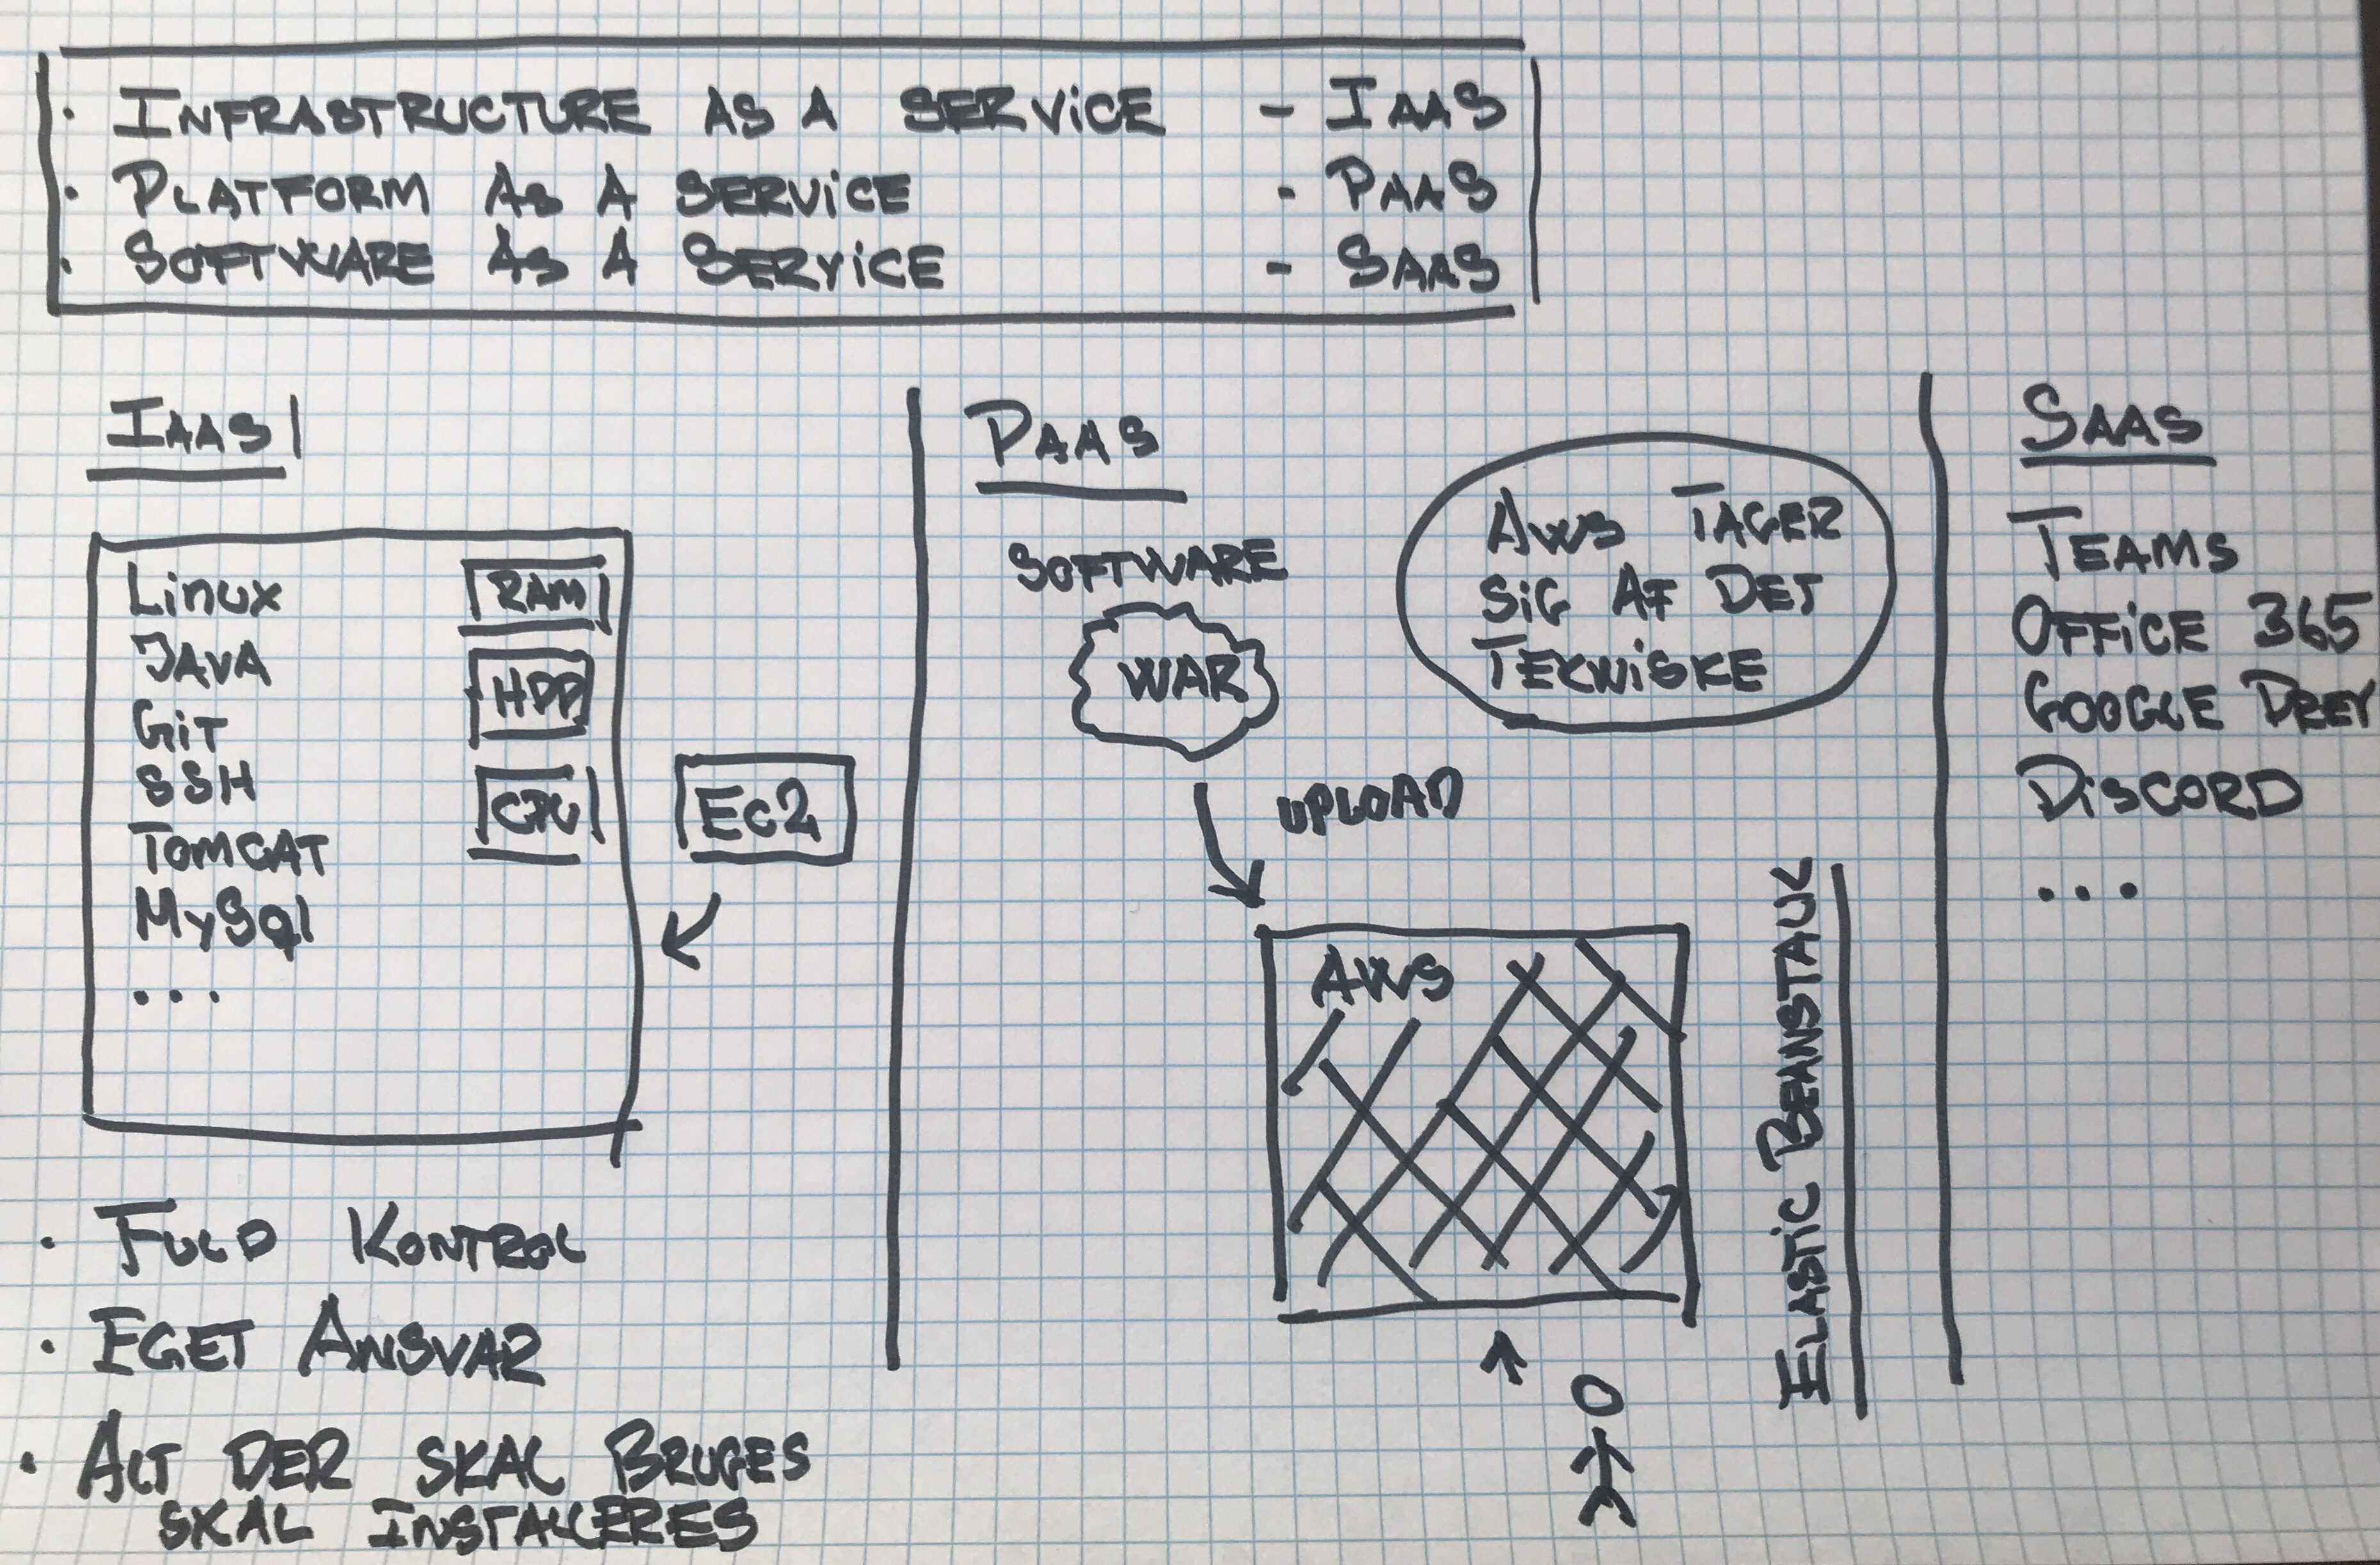 · INFRASTRUCTURE AS A SERVICE - IAAS
· PLATFORM AS A SERVICE - PAAS
· SOFTWARE AS A SERVICE - SAAS
IAAS
LINUX
JAVA
GIT
SSH
TOMCAT
MySql
...
RAM
HDD
CPU
EC2
· FULD KONTROL
· EGET ANSVAR
· ALT DER SKAL BRUGES
SKAL INSTALLERES
PAAS
SOFTWARE
WAR
UPLOAD
AWS TAGER
SIG AF DET
TEKNISKE
AWS
ELASTIC BEANSTALK
SAAS
TEAMS
OFFICE 365
GOOGLE DREV
DISCORD
...